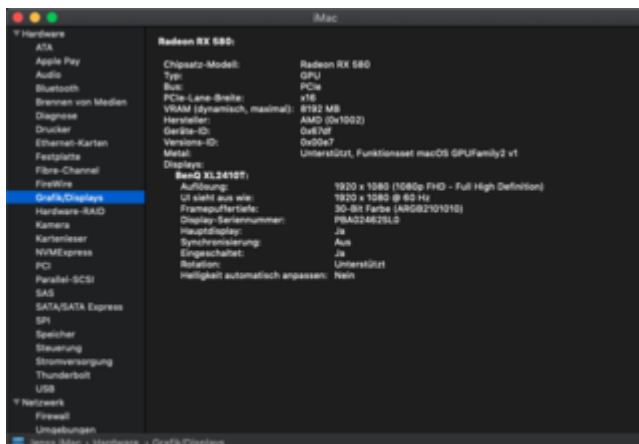 iMac
Hardware
ATA
Apple Pay
Audio
Bluetooth
Brennen von Medien
Diagnose
Drucker
Ethernet-Karten
Festplatte
Fibre-Channel
FireWire
Grafik/Displays
Hardware-RAID
Kamera
Kartenleser
NVMExpress
PCI
Parallel-SCSI
SAS
SATA/SATA Express
SPI
Speicher
Steuerung
Stromversorgung
Thunderbolt
USB
Netzwerk
Firewall
Umgebungen
Radeon RX 580:
Chipsatz-Modell: Radeon RX 580
Typ: GPU
Bus: PCIe
PCIe-Lane-Breite: x16
VRAM (dynamisch, maximal): 8192 MB
Hersteller: AMD (0x1002)
Geräte-ID: 0x67df
Versions-ID: 0x00e7
Metal: Unterstützt, Funktionsset macOS GPUFamily2 v1
Displays:
BenQ XL2410T:
Auflösung: 1920 x 1080 (1080p FHD - Full High Definition)
UI sieht aus wie: 1920 x 1080 @ 60 Hz
Framepuffertiefe: 30-Bit Farbe (ARGB2101010)
Display-Seriennummer: PBA02462SL0
Hauptdisplay: Ja
Synchronisierung: Aus
Eingeschaltet: Ja
Rotation: Unterstützt
Helligkeit automatisch anpassen: Nein
iMac › Hardware › Grafik/Displays